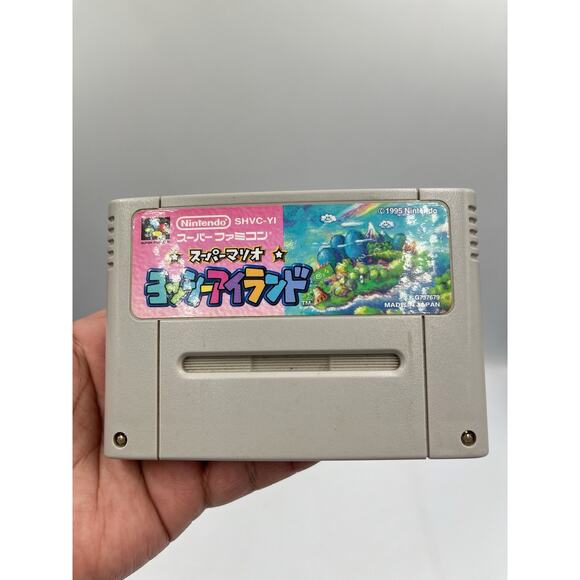 Nintendo SHVC-YI
スーパーファミコン
スーパーマリオ
ヨッシーアイランド
TM
© 1995 Nintendo
MADE IN JAPAN